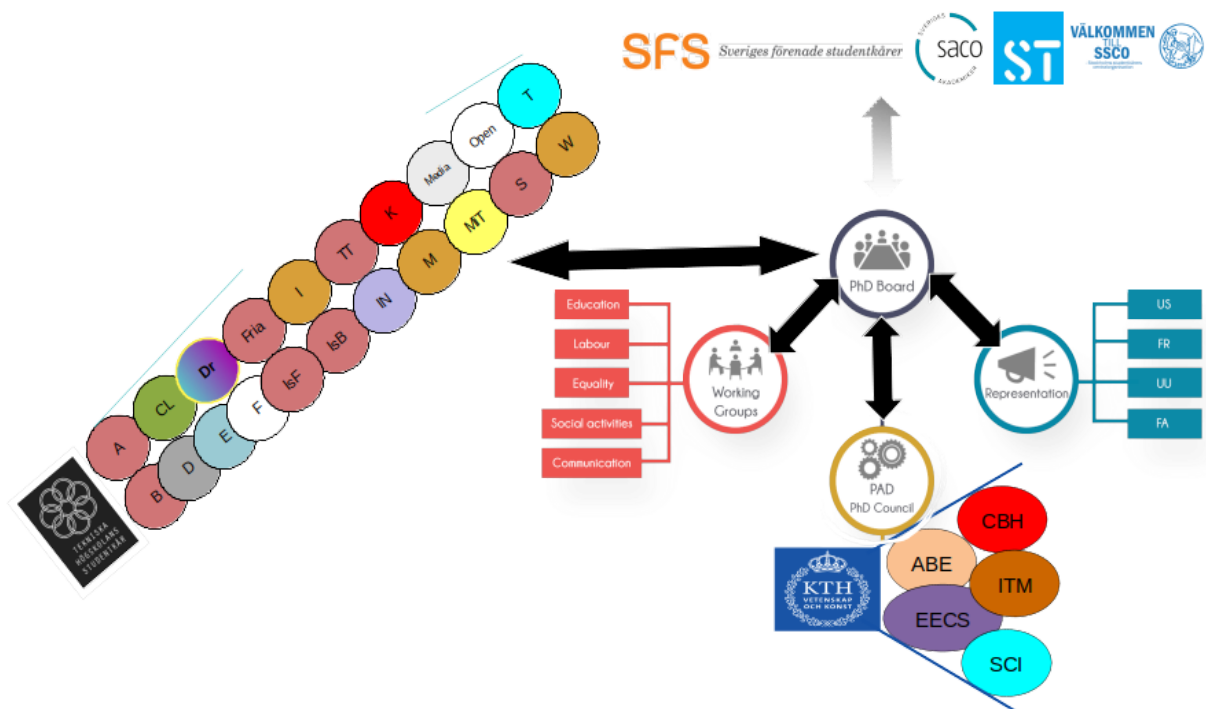 SFS Sveriges förenade studentkårer
SVERIGES
saco
AKADEMIKER
ST
VÄLKOMMEN
TILL
SSCO
T
Open
W
Media
S
K
MiT
TT
M
I
IN
Fria
IsB
Dr
IsF
CL
F
A
E
D
B
TEKNISKA
HÖGSKOLANS
STUDENTKÅR
PhD Board
Education
Labour
Equality
Social activities
Communication
Working
Groups
Representation
US
FR
UU
FA
PAD
PhD Council
KTH
VETENSKAP
OCH KONST
CBH
ABE
ITM
EECS
SCI